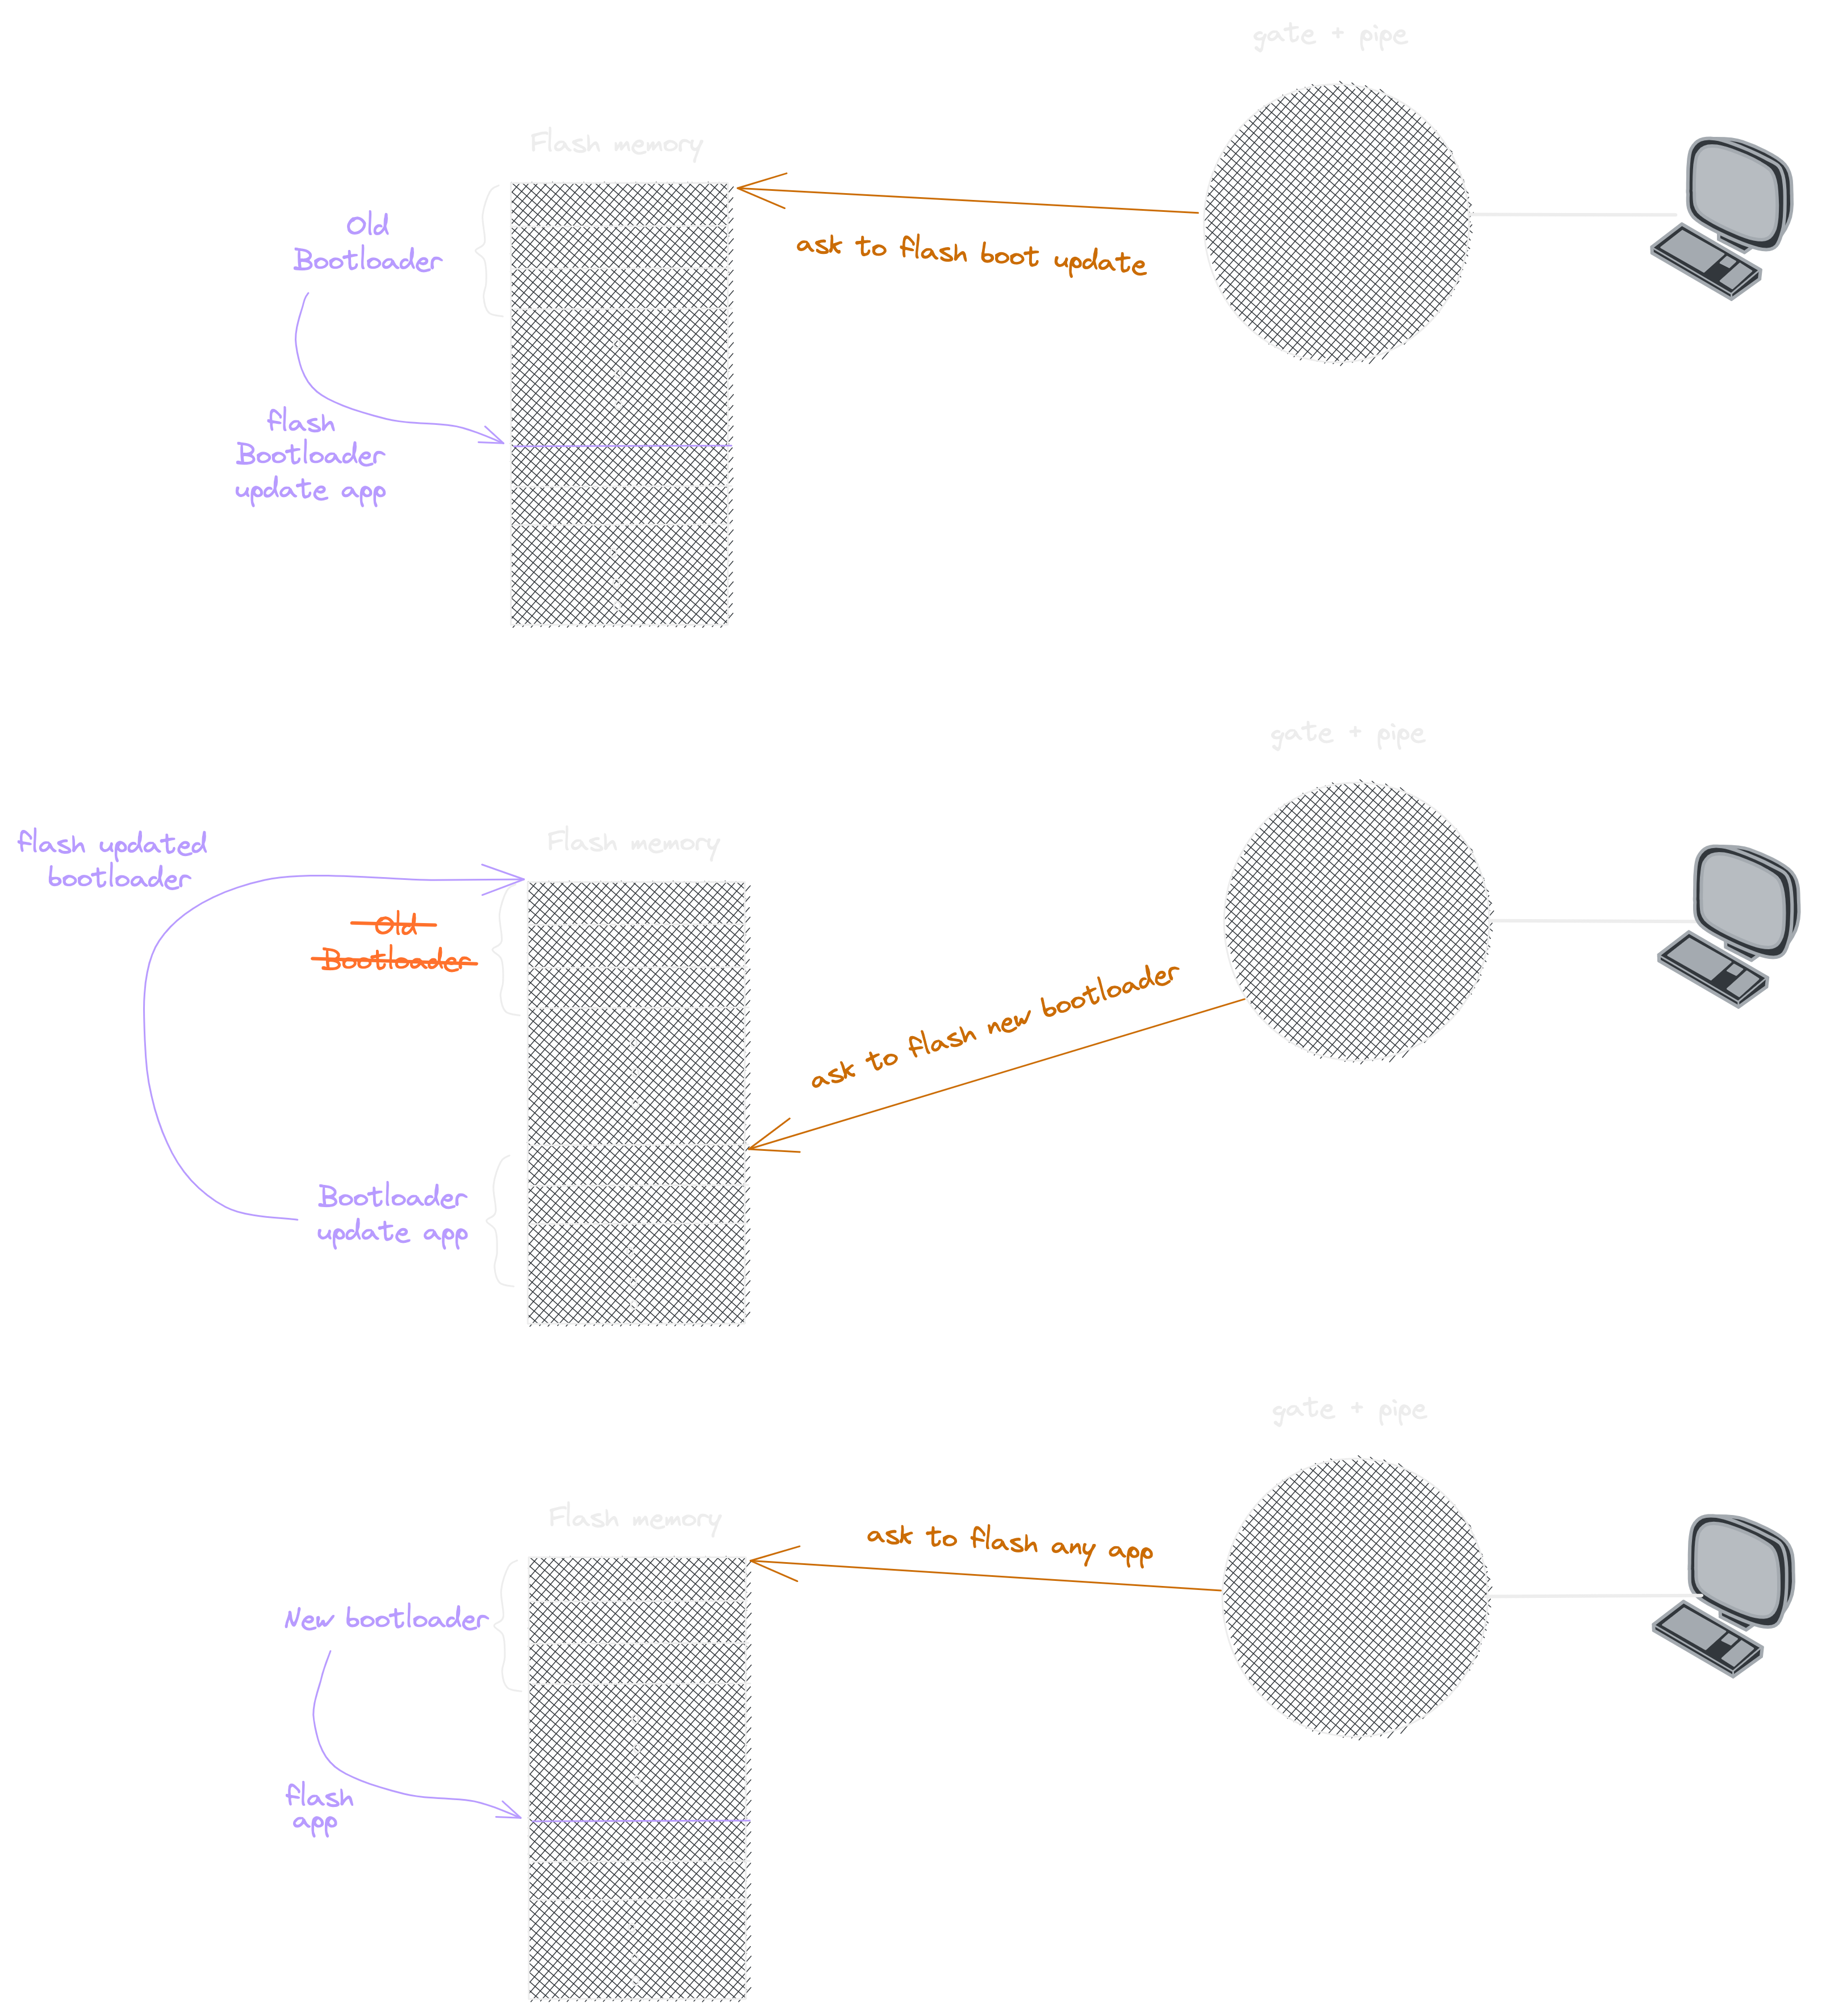 gate + pipe
Flash memory
Old
Bootloader
ask to flash boot update
flash
Bootloader
update app
gate + pipe
flash updated
bootloader
Flash memory
Old
Bootloader
ask to flash new bootloader
Bootloader
update app
gate + pipe
Flash memory
ask to flash any app
New bootloader
flash
app